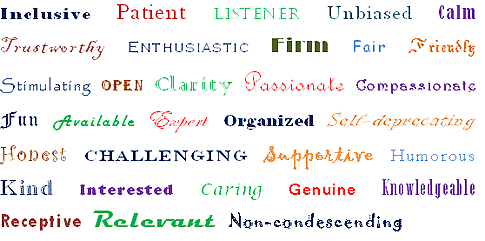 Inclusive Patient LISTENER Unbiased Calm
Trustworthy ENTHUSIASTIC Firm Fair Friendly
Stimulating OPEN Clarity Passionate Compassionate
Fun Available Expert Organized Self-deprecating
Honest CHALLENGING Supportive Humorous
Kind Interested Caring Genuine Knowledgeable
Receptive Relevant Non-condescending